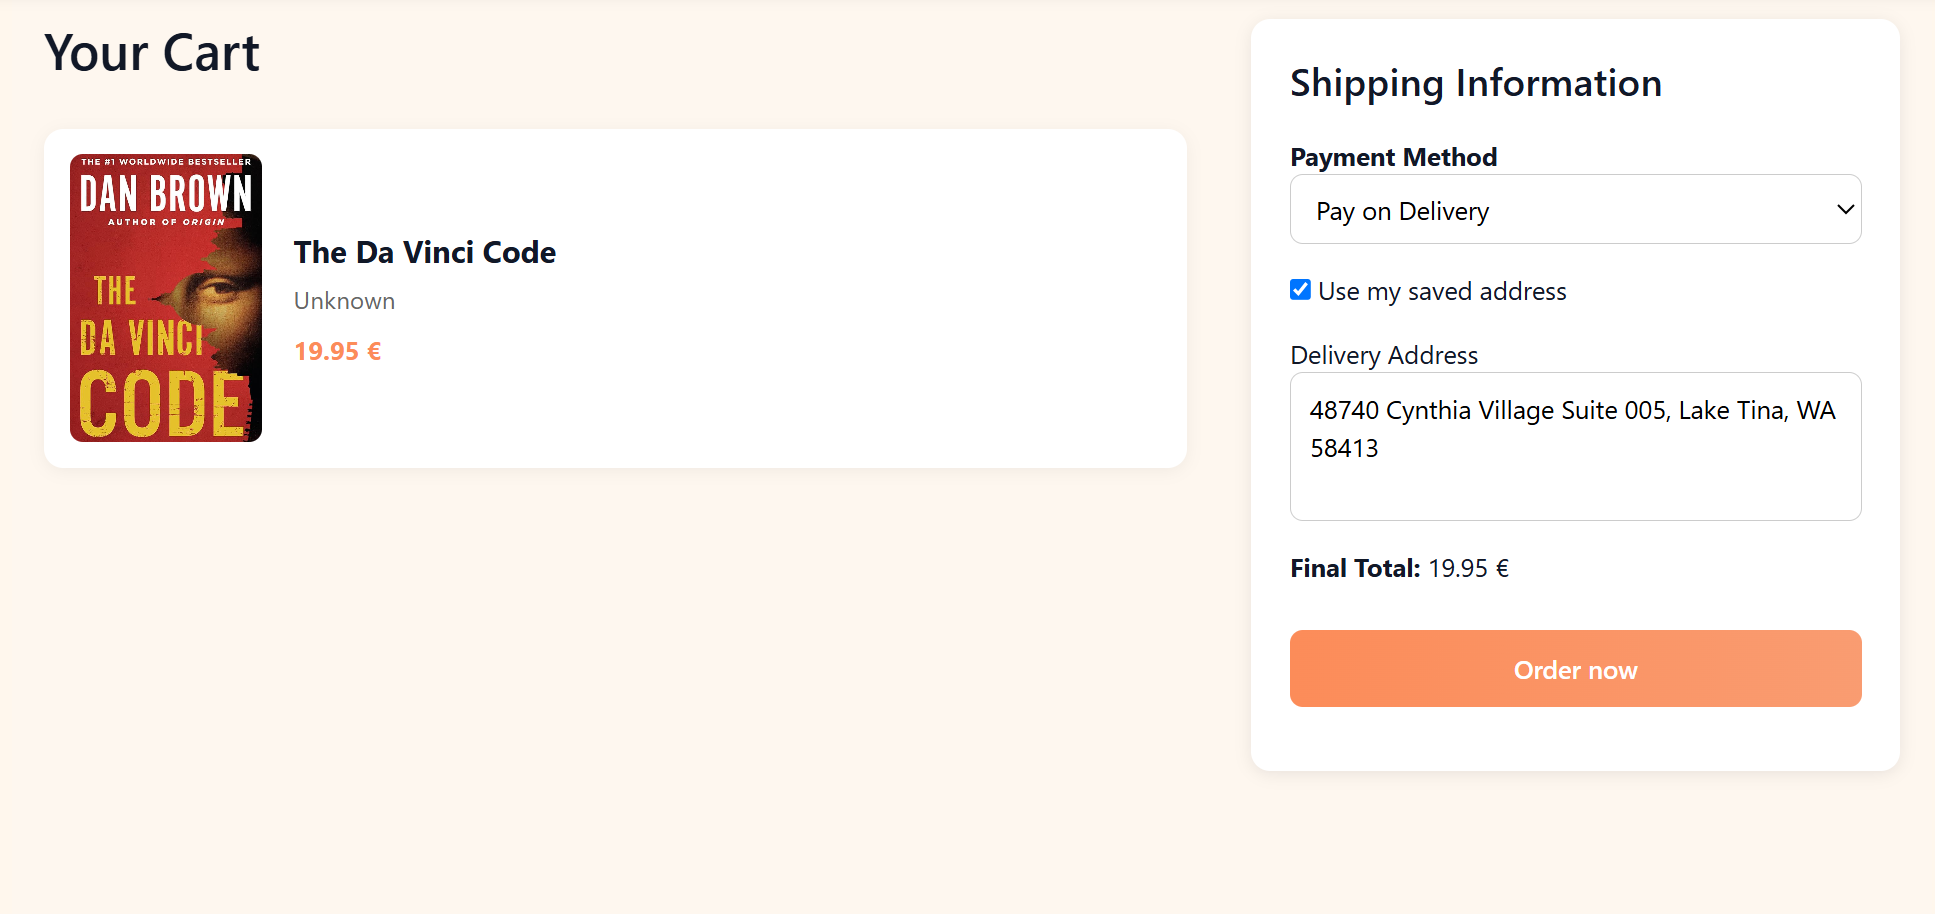 Your Cart
THE #1 WORLDWIDE BESTSELLER
DAN BROWN
AUTHOR OF ORIGIN
THE
DA VINCI
CODE
The Da Vinci Code
Unknown
19.95 €
Shipping Information
Payment Method
Pay on Delivery
Use my saved address
Delivery Address
48740 Cynthia Village Suite 005, Lake Tina, WA
58413
Final Total: 19.95 €
Order now